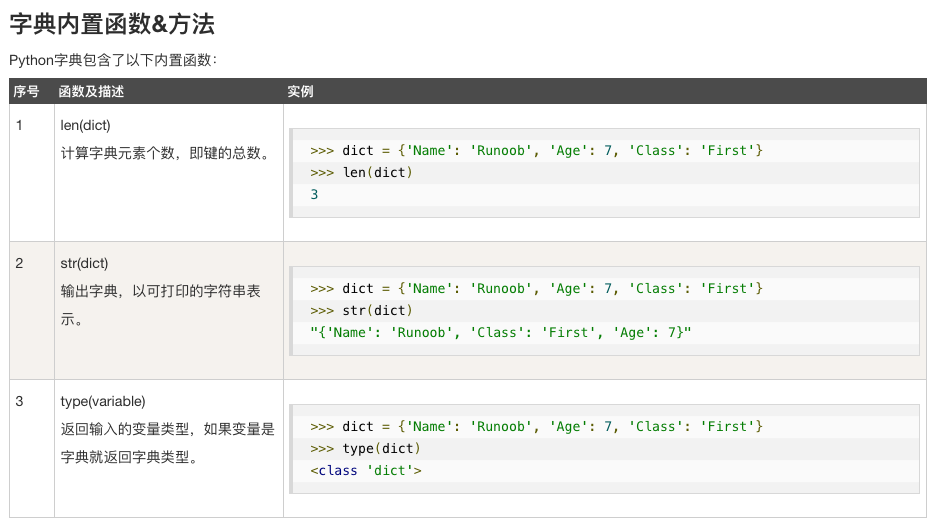 字典内置函数&方法
Python字典包含了以下内置函数：
序号 函数及描述 实例
1 len(dict)
计算字典元素个数，即键的总数。
>>> dict = {'Name': 'Runoob', 'Age': 7, 'Class': 'First'}
>>> len(dict)
3
2 str(dict)
输出字典，以可打印的字符串表
示。
>>> dict = {'Name': 'Runoob', 'Age': 7, 'Class': 'First'}
>>> str(dict)
"{'Name': 'Runoob', 'Class': 'First', 'Age': 7}"
3 type(variable)
返回输入的变量类型，如果变量是
字典就返回字典类型。
>>> dict = {'Name': 'Runoob', 'Age': 7, 'Class': 'First'}
>>> type(dict)
<class 'dict'>